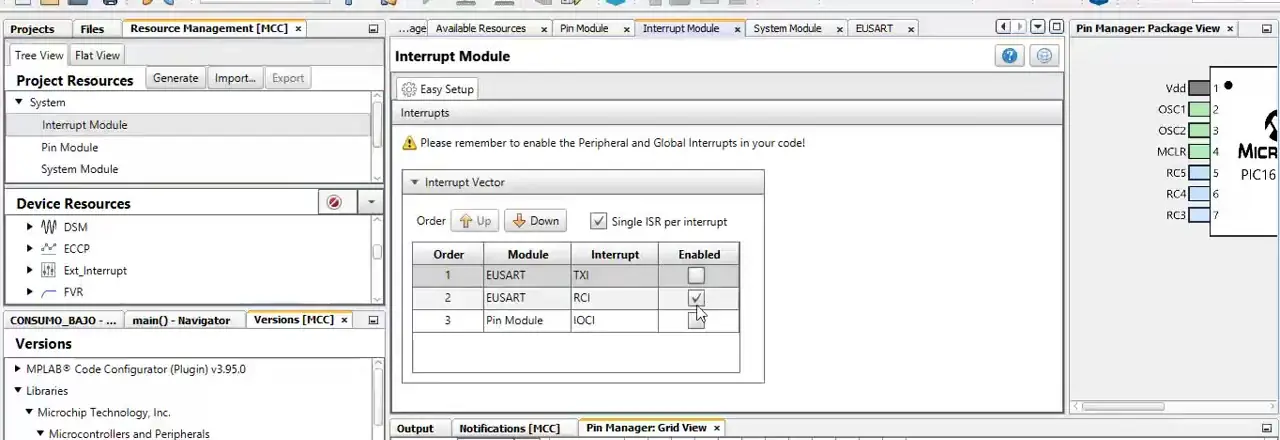 Projects
Files
Resource Management [MCC]
Tree View
Flat View
Project Resources
Generate
Import...
Export
System
Interrupt Module
Pin Module
System Module
Device Resources
DSM
ECCP
Ext_Interrupt
FVR
CONSUMO_BAJO - ...
main() - Navigator
Versions [MCC]
Versions
MPLAB® Code Configurator (Plugin) v3.95.0
Libraries
Microchip Technology, Inc.
Microcontrollers and Peripherals
...age
Available Resources
Pin Module
Interrupt Module
System Module
EUSART
Interrupt Module
Easy Setup
Interrupts
Please remember to enable the Peripheral and Global Interrupts in your code!
Interrupt Vector
Order
Up
Down
Single ISR per interrupt
Order Module Interrupt Enabled
1 EUSART TXI
2 EUSART RCI
3 Pin Module IOCI
Output
Notifications [MCC]
Pin Manager: Grid View
Pin Manager: Package View
Vdd 1
OSC1 2
OSC2 3
MCLR 4
RC5 5
RC4 6
RC3 7
MICR
PIC16